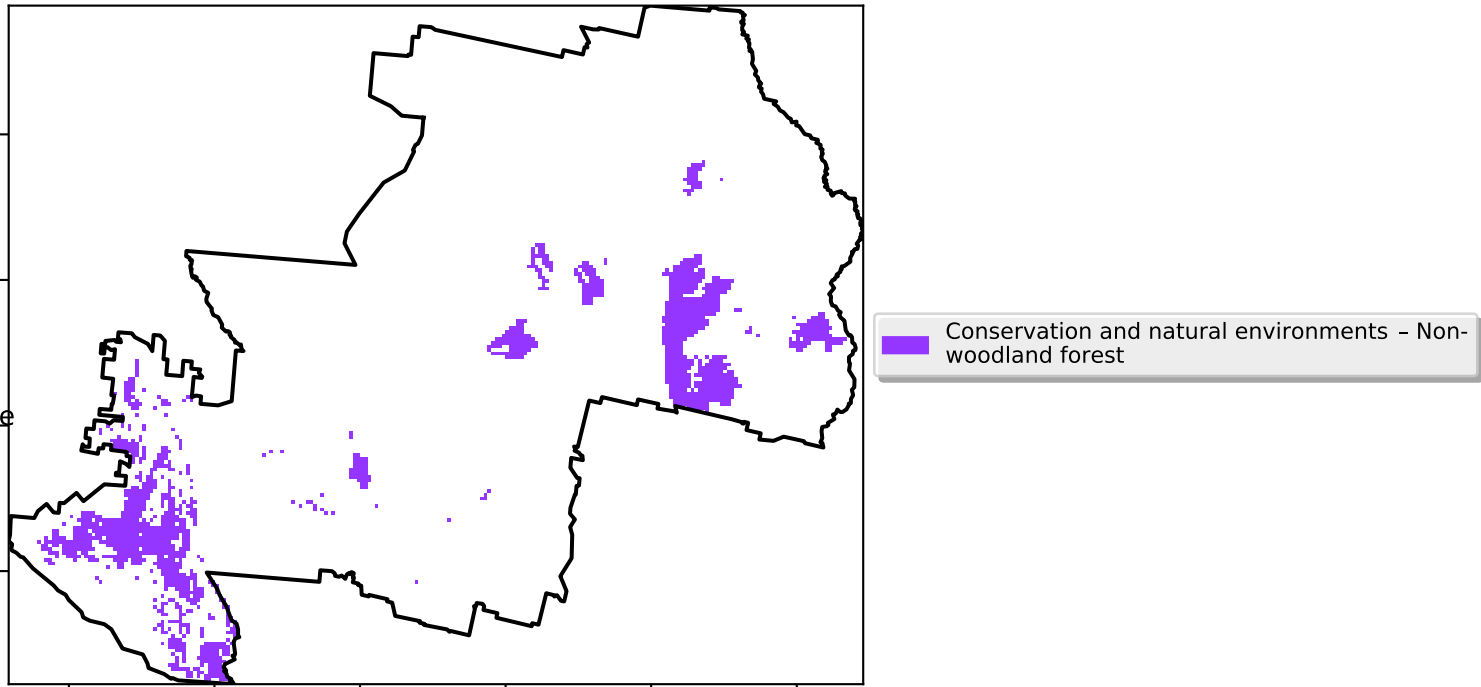 e
Conservation and natural environments – Non-
woodland forest